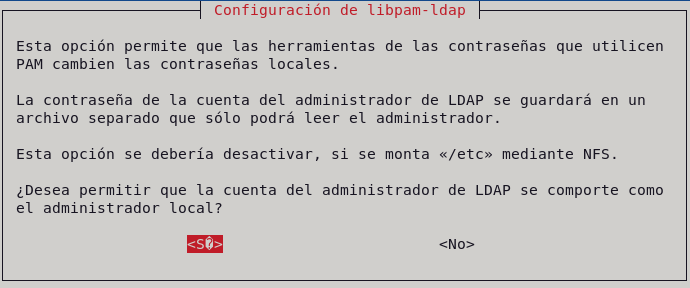 Configuración de libpam-ldap
Esta opción permite que las herramientas de las contraseñas que utilicen
PAM cambien las contraseñas locales.
La contraseña de la cuenta del administrador de LDAP se guardará en un
archivo separado que sólo podrá leer el administrador.
Esta opción se debería desactivar, si se monta «/etc» mediante NFS.
¿Desea permitir que la cuenta del administrador de LDAP se comporte como
el administrador local?
<S�> <No>